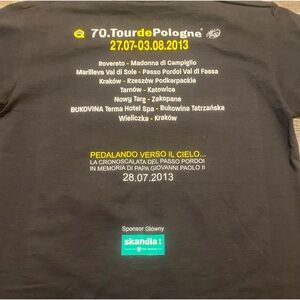 70.TourdePologne
27.07-03.08.2013
Rovereto - Madonna di Campiglio
Marilleva Val di Sole - Passo Pordoi Val di Fassa
Kraków - Rzeszów Podkarpackie
Tarnów - Katowice
Nowy Targ - Zakopane
BUKOVINA Terma Hotel Spa - Bukowina Tatrzańska
Wieliczka - Kraków
PEDALANDO VERSO IL CIELO...
LA CRONOSCALATA DEL PASSO PORDOI
IN MEMORIA DI PAPA GIOVANNI PAOLO II
28.07.2013
Sponsor Główny
skandia: